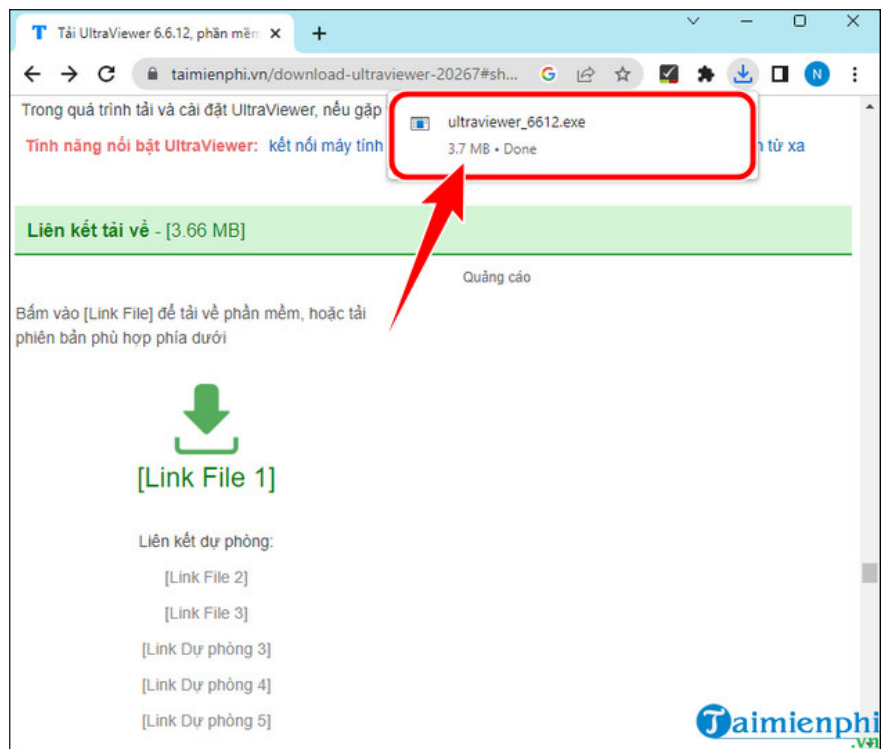 Tải UltraViewer 6.6.12, phần mềm
taimienphi.vn/download-ultraviewer-20267#sh...
N
Trong quá trình tải và cài đặt UltraViewer, nếu gặp
ultraviewer_6612.exe
3.7 MB • Done
Tính năng nổi bật UltraViewer: kết nối máy tính
từ xa
Liên kết tải về - [3.66 MB]
Quảng cáo
Bấm vào [Link File] để tải về phần mềm, hoặc tải
phiên bản phù hợp phía dưới
[Link File 1]
Liên kết dự phòng:
[Link File 2]
[Link File 3]
[Link Dự phòng 3]
[Link Dự phòng 4]
[Link Dự phòng 5]
Taimienphi
.vn